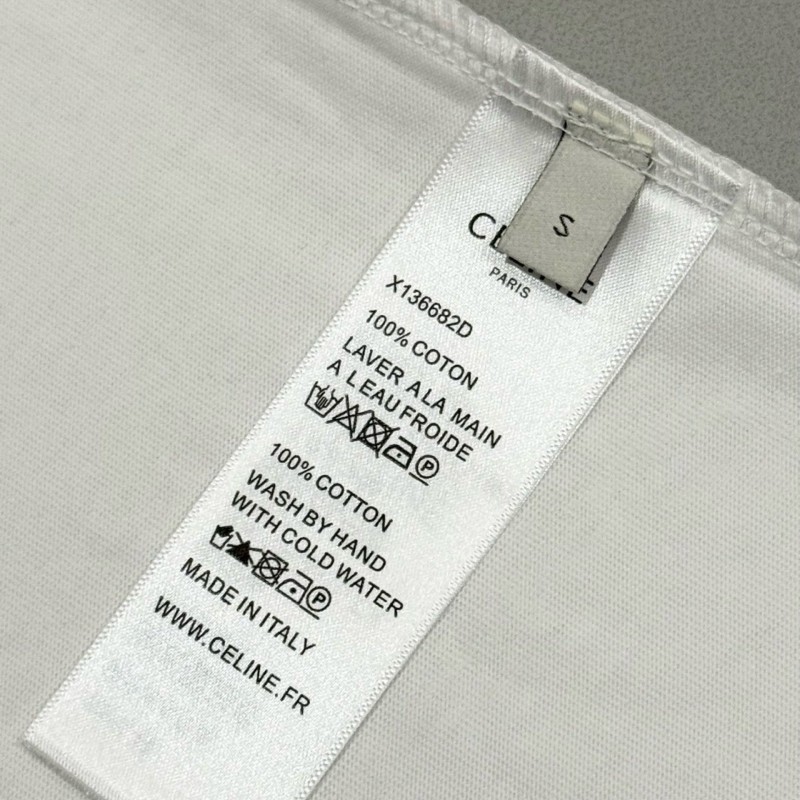 S
CELINE
PARIS
X136682D
100% COTON
LAVER A LA MAIN
A L EAU FROIDE
P
100% COTTON
WASH BY HAND
WITH COLD WATER
P
MADE IN ITALY
WWW.CELINE.FR